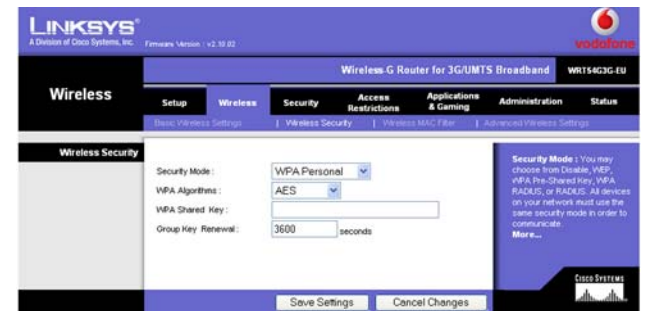 LINKSYS®
A Division of Cisco Systems, Inc.
Firmware Version : v2.10.02
vodafone
Wireless-G Router for 3G/UMTS Broadband
WRT54G3G-EU
Wireless
Setup
Wireless
Security
Access Restrictions
Applications & Gaming
Administration
Status
Basic Wireless Settings | Wireless Security | Wireless MAC Filter | Advanced Wireless Settings
Wireless Security
Security Mode : WPA Personal
WPA Algorithms : AES
WPA Shared Key :
Group Key Renewal : 3600 seconds
Security Mode : You may
choose from Disable, WEP,
WPA Pre-Shared Key, WPA
RADIUS, or RADIUS. All devices
on your network must use the
same security mode in order to
communicate.
More...
CISCO SYSTEMS
Save Settings
Cancel Changes